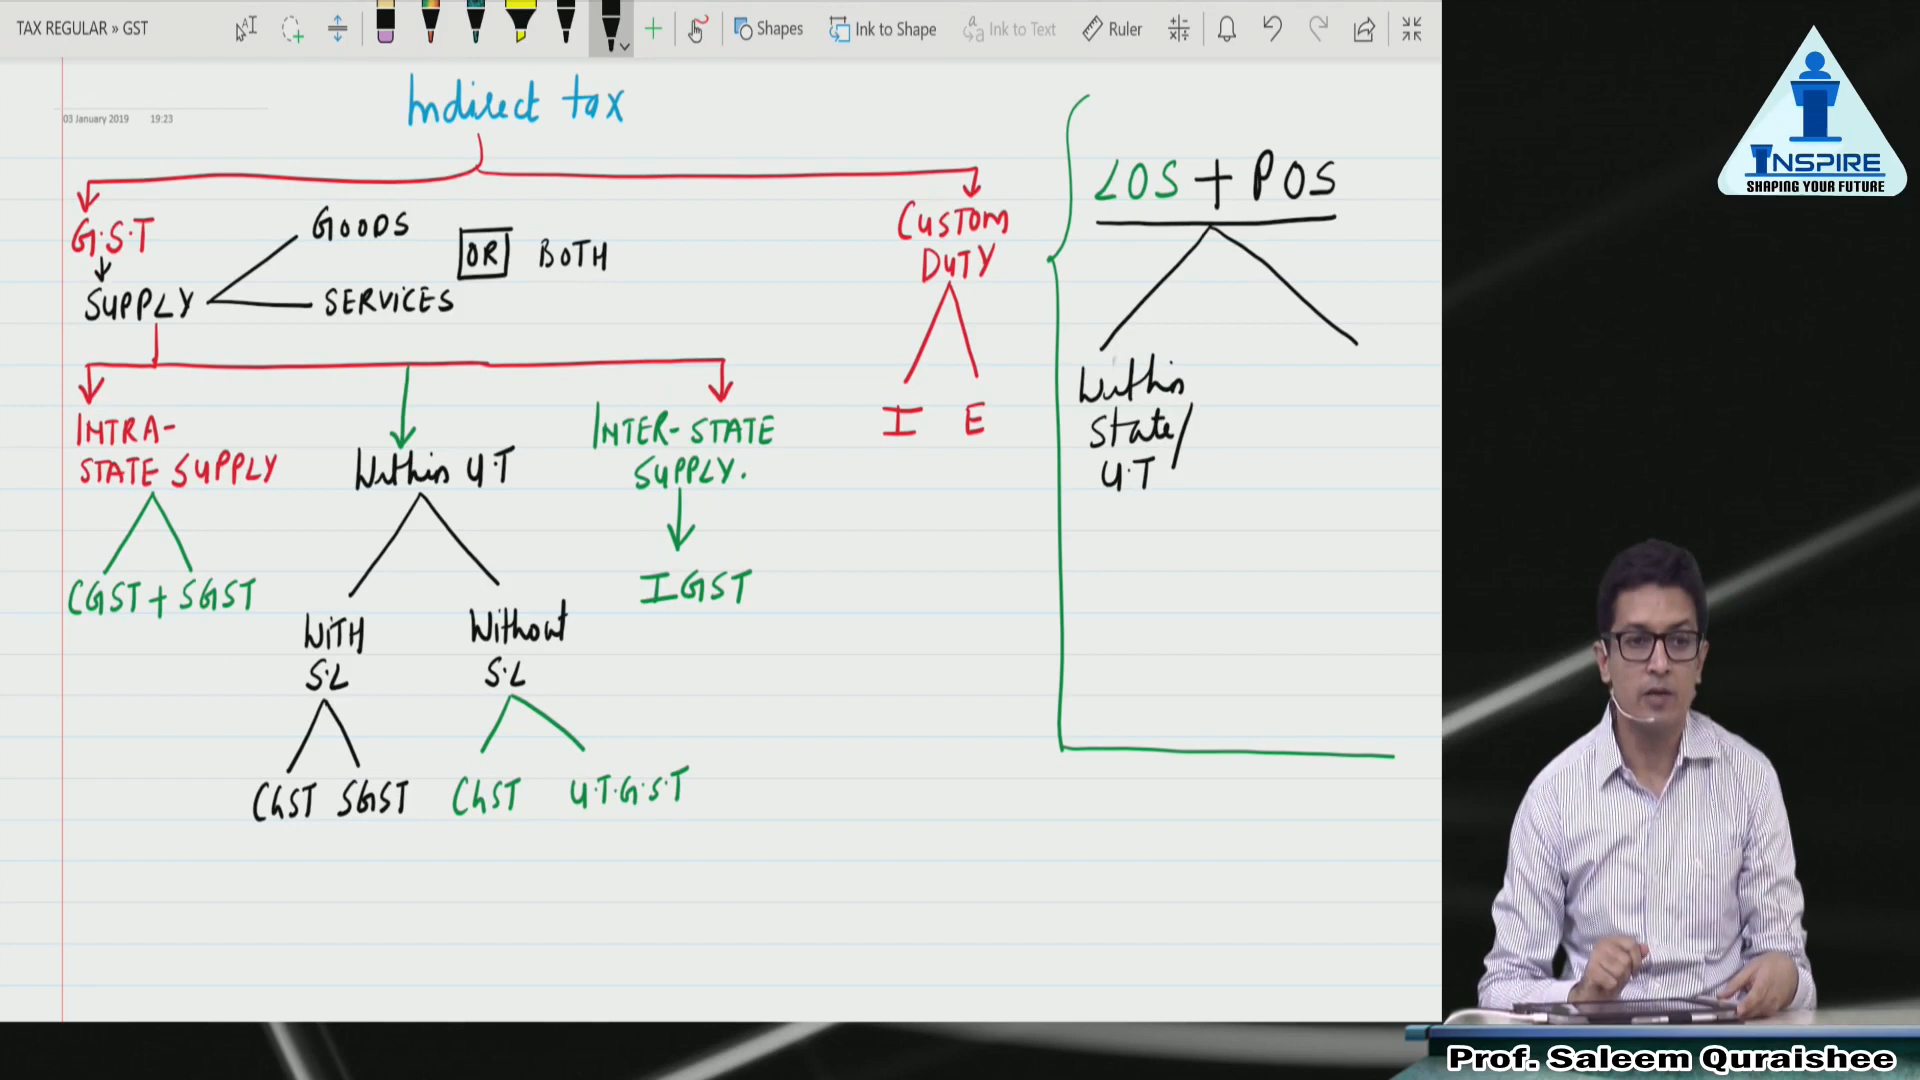 TAX REGULAR » GST
Shapes
Ink to Shape
Ink to Text
Ruler
Indirect tax
03 January 2019 19:23
G.S.T
SUPPLY
GOODS
SERVICES
OR BOTH
CUSTOM
DUTY
I E
INTRA-
STATE SUPPLY
CGST + SGST
Within U.T
WITH
S.L
CGST SGST
Without
S.L
CGST U.T.G.S.T
INTER-STATE
SUPPLY.
IGST
LOS + POS
Within
State/
U.T
INSPIRE
SHAPING YOUR FUTURE
Prof. Saleem Quraishee